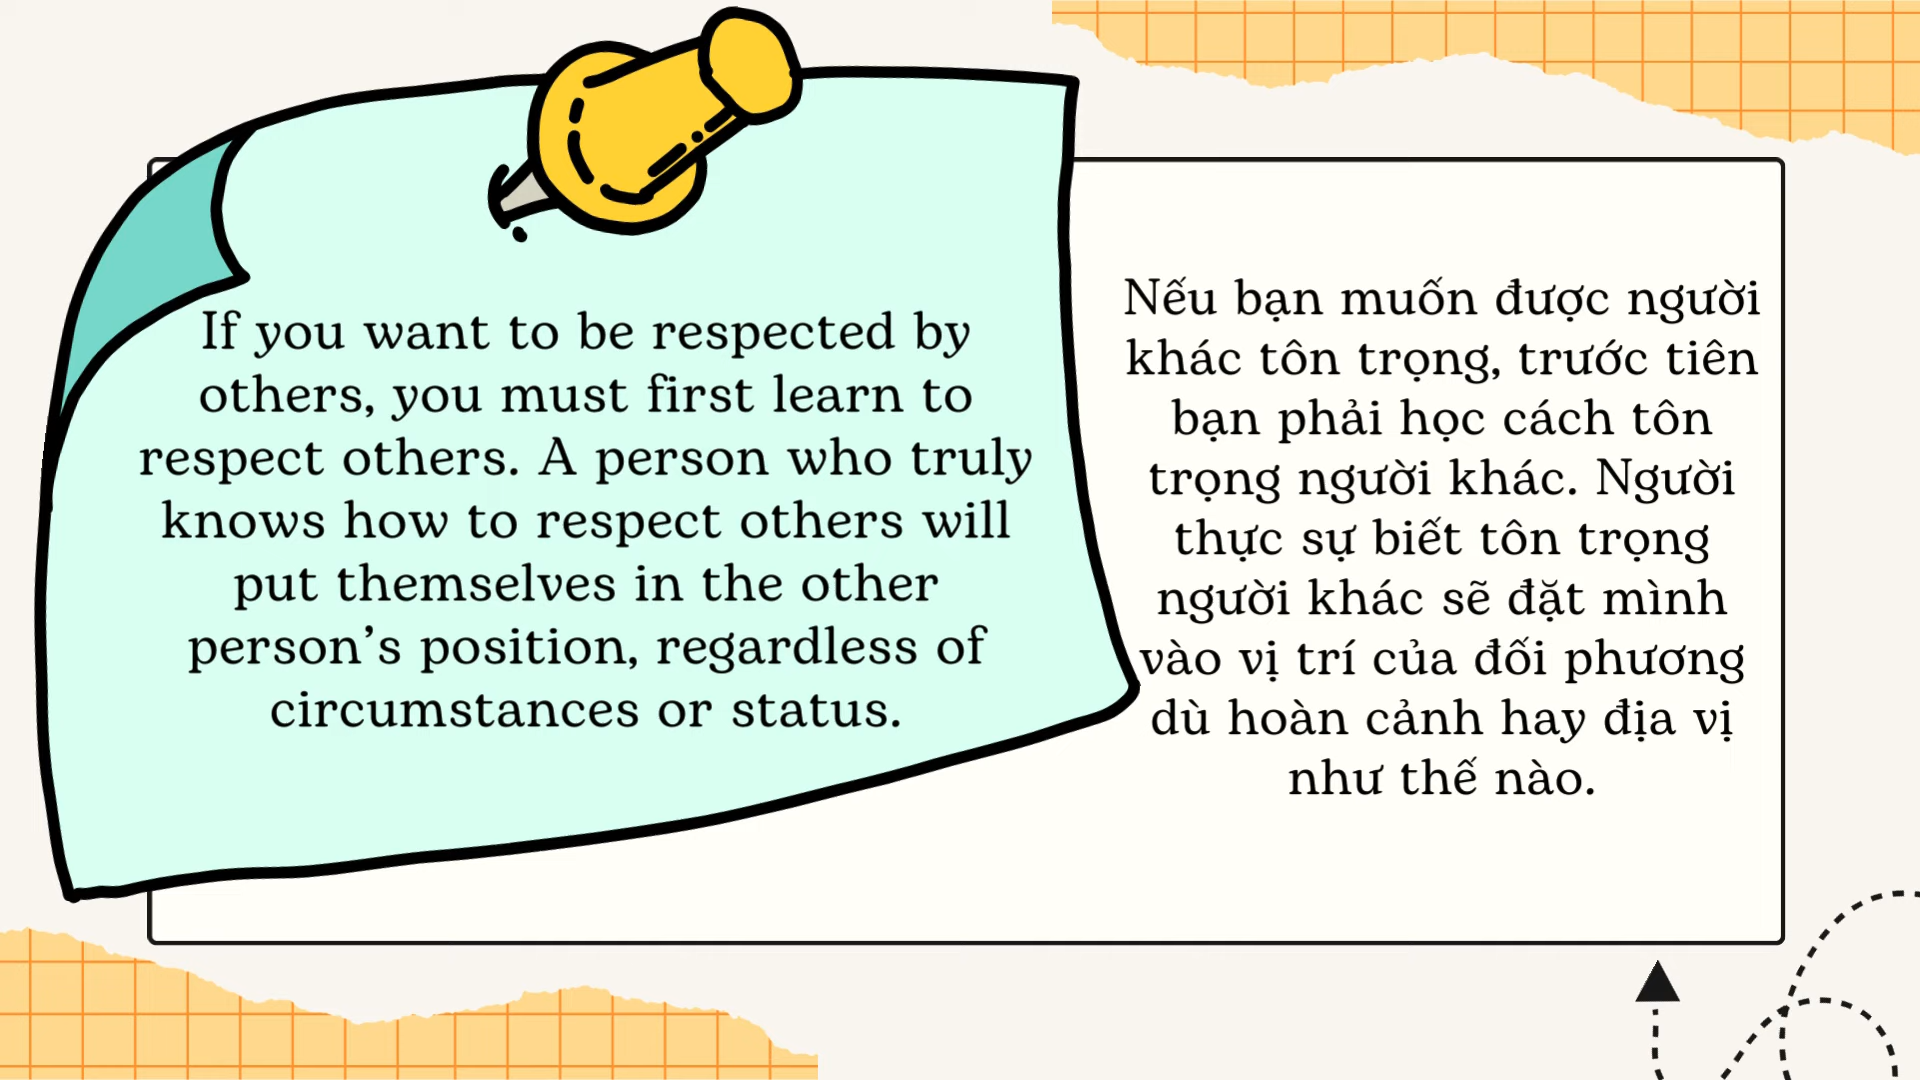 If you want to be respected by
others, you must first learn to
respect others. A person who truly
knows how to respect others will
put themselves in the other
person’s position, regardless of
circumstances or status.
Nếu bạn muốn được người
khác tôn trọng, trước tiên
bạn phải học cách tôn
trọng người khác. Người
thực sự biết tôn trọng
người khác sẽ đặt mình
vào vị trí của đối phương
dù hoàn cảnh hay địa vị
như thế nào.